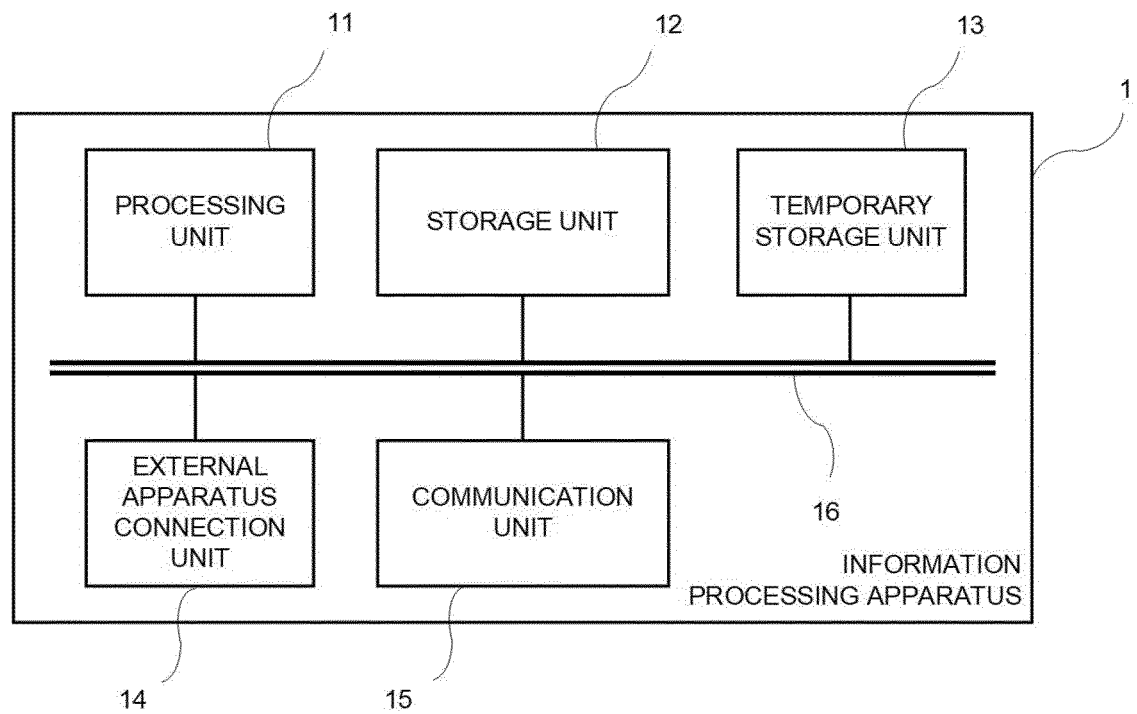 11
12
13
1
PROCESSING
UNIT
STORAGE UNIT
TEMPORARY
STORAGE UNIT
EXTERNAL
APPARATUS
CONNECTION
UNIT
COMMUNICATION
UNIT
16
INFORMATION
PROCESSING APPARATUS
14
15